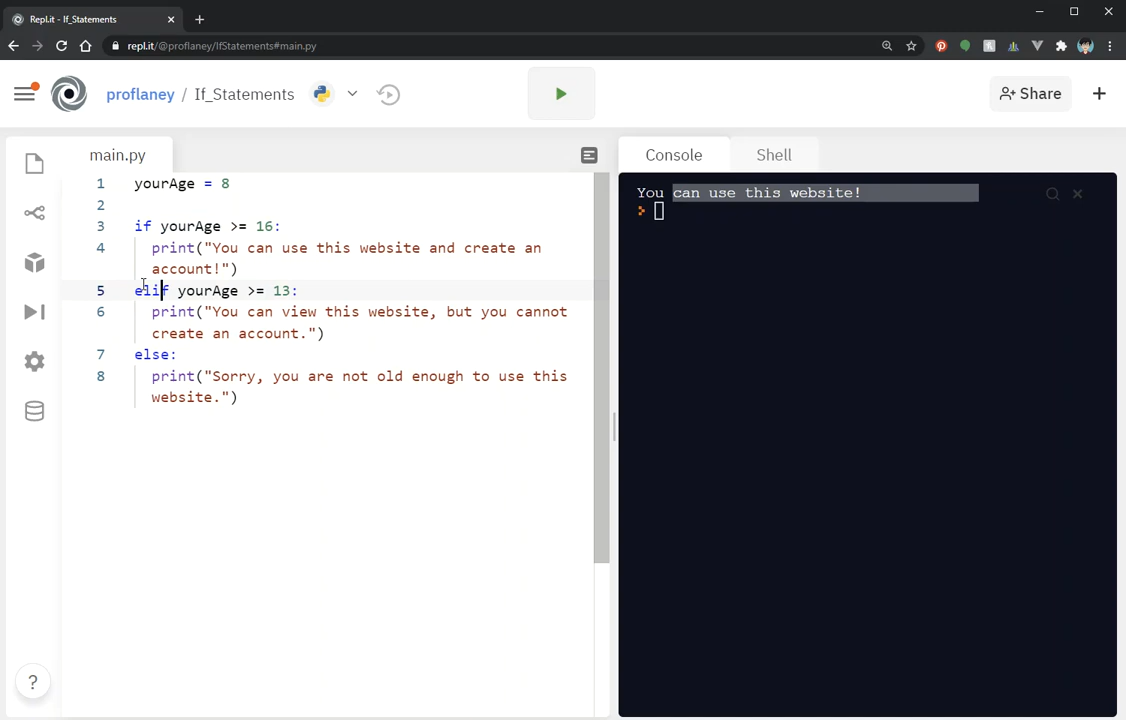 Repl.it - If_Statements
repl.it/@proflaney/IfStatements#main.py
proflaney / If_Statements
Share
main.py
1 yourAge = 8
2
3 if yourAge >= 16:
4 print("You can use this website and create an
account!")
5 elif yourAge >= 13:
6 print("You can view this website, but you cannot
create an account.")
7 else:
8 print("Sorry, you are not old enough to use this
website.")
Console Shell
You can use this website!
?